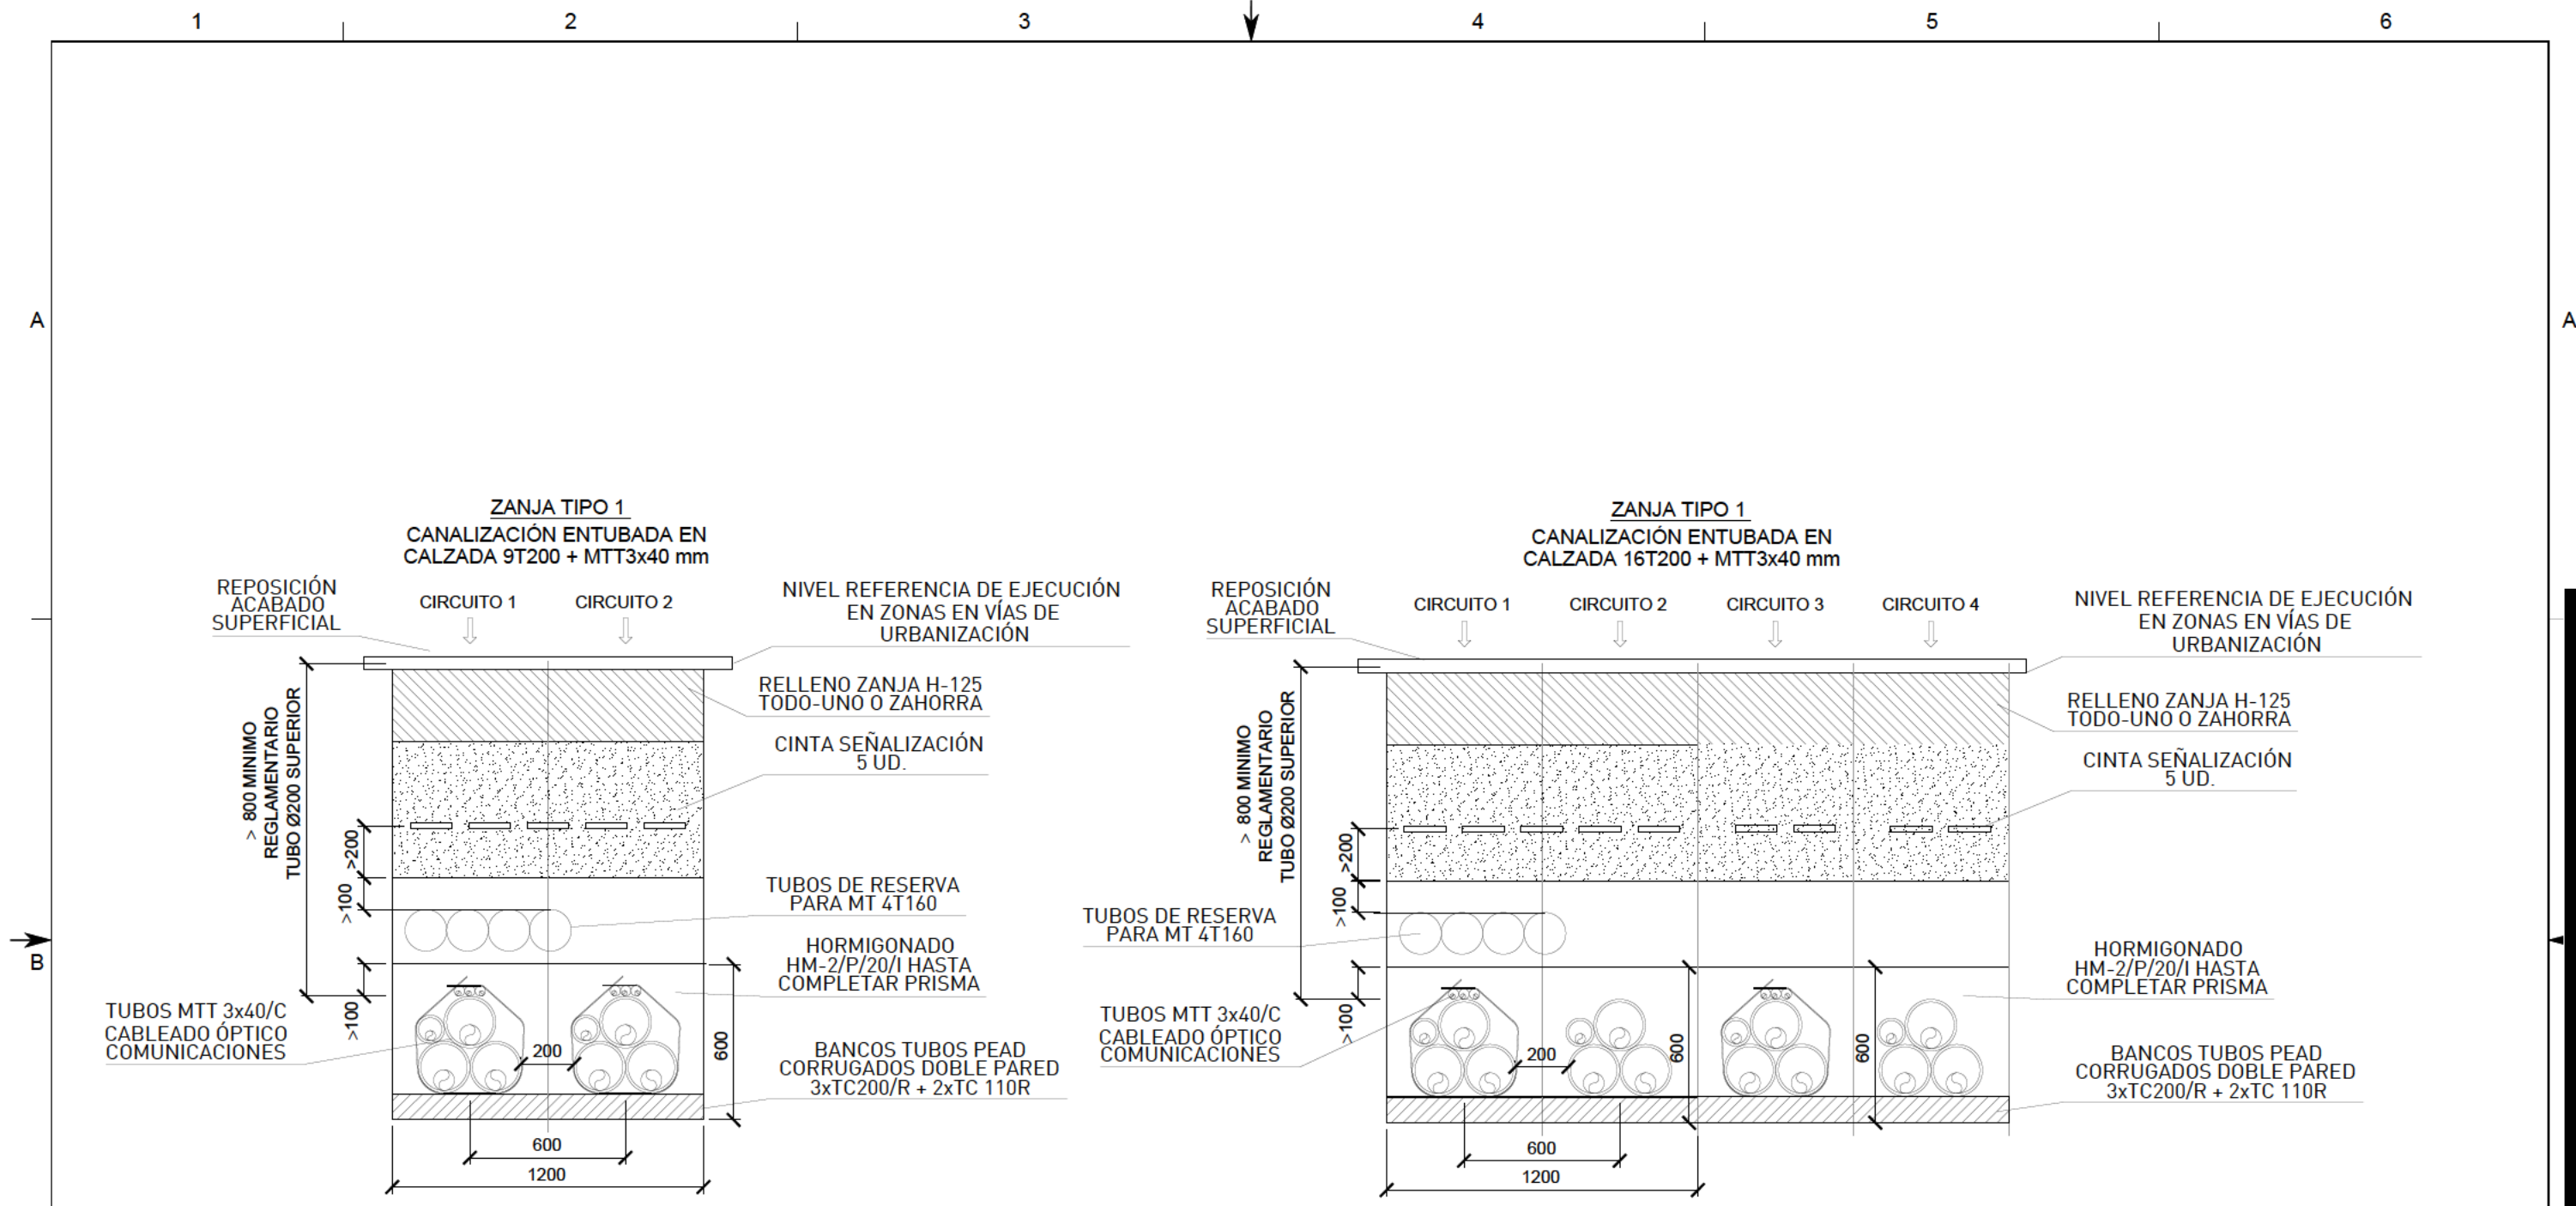 1
2
3
4
5
6
A
A
ZANJA TIPO 1
CANALIZACIÓN ENTUBADA EN
CALZADA 9T200 + MTT3x40 mm
REPOSICIÓN
ACABADO
SUPERFICIAL
CIRCUITO 1
CIRCUITO 2
NIVEL REFERENCIA DE EJECUCIÓN
EN ZONAS EN VÍAS DE
URBANIZACIÓN
RELLENO ZANJA H-125
TODO-UNO O ZAHORRA
CINTA SEÑALIZACIÓN
5 UD.
> 800 MINIMO
REGLAMENTARIO
TUBO Ø200 SUPERIOR
>200
>100
TUBOS DE RESERVA
PARA MT 4T160
HORMIGONADO
HM-2/P/20/I HASTA
COMPLETAR PRISMA
TUBOS MTT 3x40/C
CABLEADO ÓPTICO
COMUNICACIONES
>100
200
600
BANCOS TUBOS PEAD
CORRUGADOS DOBLE PARED
3xTC200/R + 2xTC 110R
600
1200
ZANJA TIPO 1
CANALIZACIÓN ENTUBADA EN
CALZADA 16T200 + MTT3x40 mm
REPOSICIÓN
ACABADO
SUPERFICIAL
CIRCUITO 1
CIRCUITO 2
CIRCUITO 3
CIRCUITO 4
NIVEL REFERENCIA DE EJECUCIÓN
EN ZONAS EN VÍAS DE
URBANIZACIÓN
RELLENO ZANJA H-125
TODO-UNO O ZAHORRA
CINTA SEÑALIZACIÓN
5 UD.
> 800 MINIMO
REGLAMENTARIO
TUBO Ø200 SUPERIOR
>200
>100
TUBOS DE RESERVA
PARA MT 4T160
HORMIGONADO
HM-2/P/20/I HASTA
COMPLETAR PRISMA
TUBOS MTT 3x40/C
CABLEADO ÓPTICO
COMUNICACIONES
>100
200
600
600
BANCOS TUBOS PEAD
CORRUGADOS DOBLE PARED
3xTC200/R + 2xTC 110R
600
1200
B